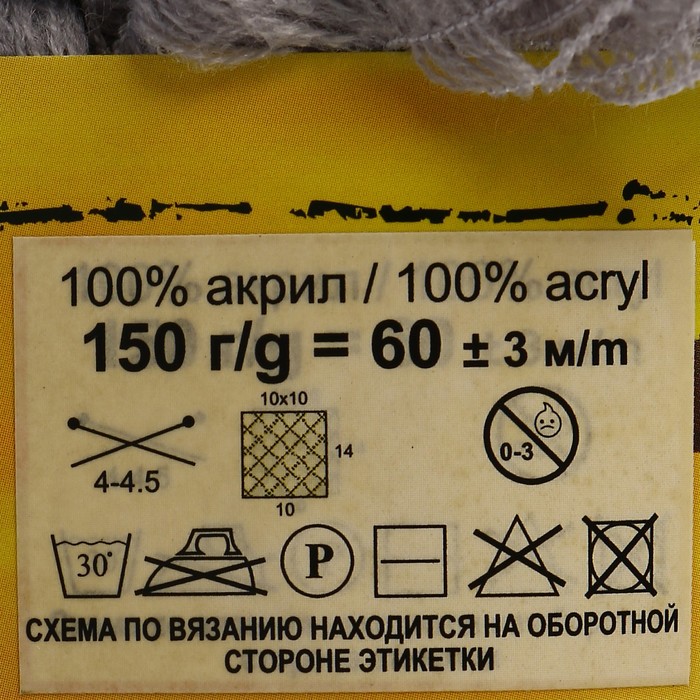 100% акрил / 100% acryl
150 г/g = 60 ± 3 м/m
10x10
14
0-3
4-4.5
10
30°
P
СХЕМА ПО ВЯЗАНИЮ НАХОДИТСЯ НА ОБОРОТНОЙ
СТОРОНЕ ЭТИКЕТКИ